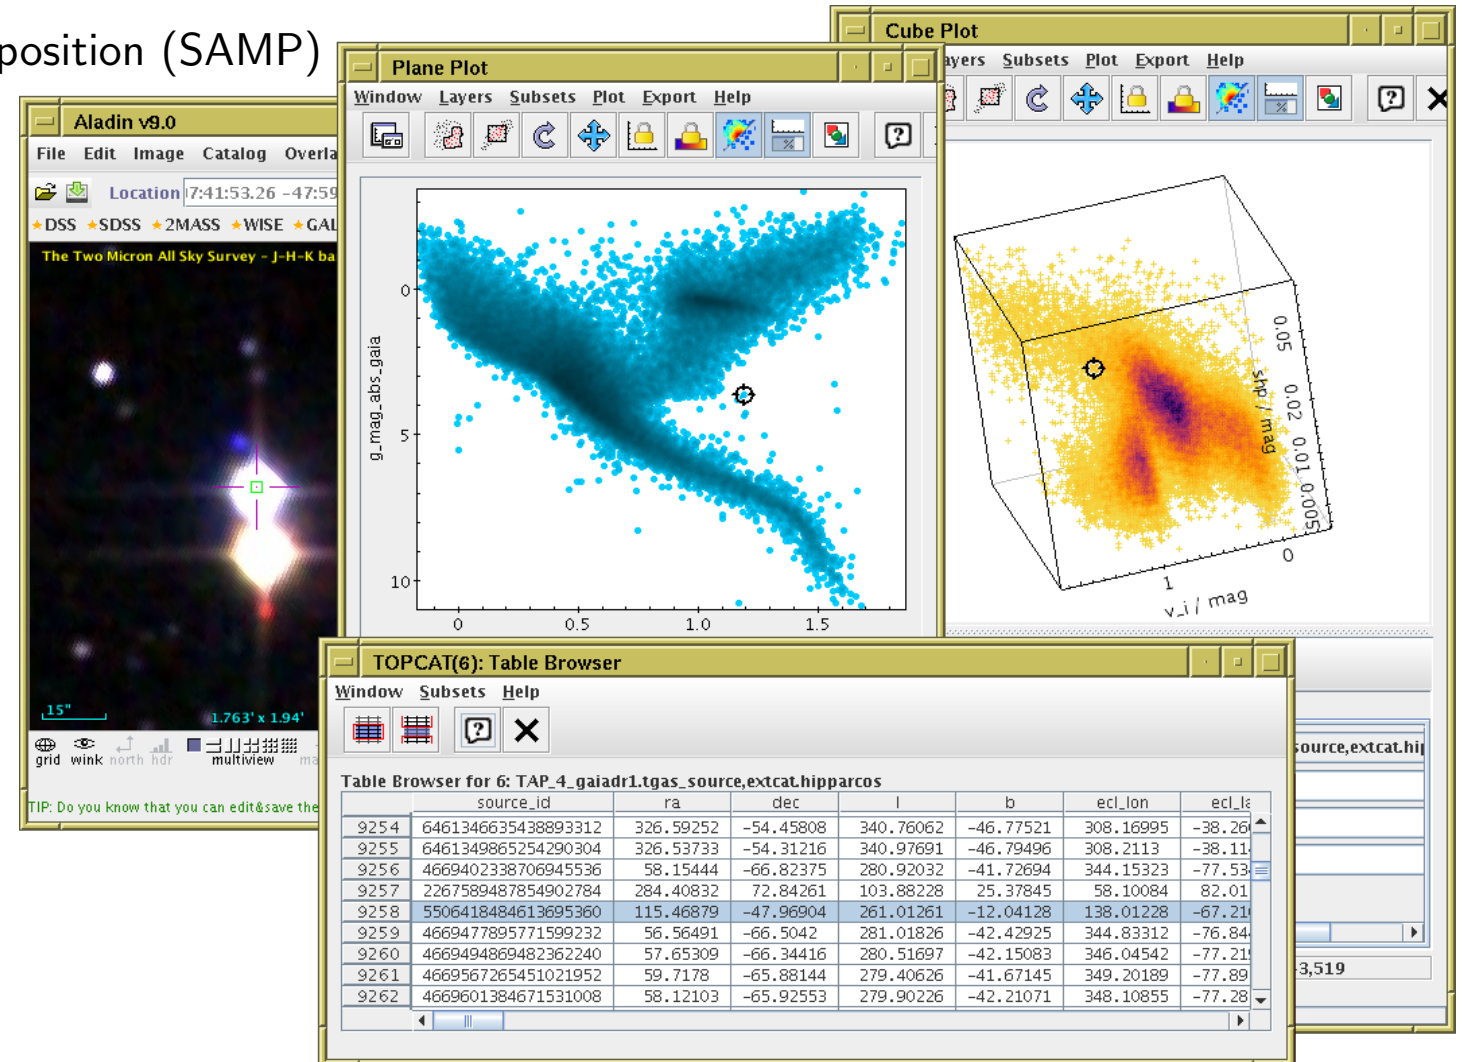 position (SAMP)
Cube Plot
ayers Subsets Plot Export Help
Plane Plot
Window Layers Subsets Plot Export Help
Aladin v9.0
File Edit Image Catalog Overla
Location 7:41:53.26 -47:59
DSS SDSS 2MASS WISE GAL
The Two Micron All Sky Survey - J-H-K ba
15"
1.763' x 1.94'
grid wink north hdr multiview ma
TIP: Do you know that you can edit&save the
g_mag_abs_gaia
0
5
10
0 0.5 1.0 1.5
0.05
0.02
0.01
0.005
shp / mag
1 0
v_i / mag
TOPCAT(6): Table Browser
Window Subsets Help
Table Browser for 6: TAP_4_gaiadr1.tgas_source,extcat.hipparcos
source_id ra dec l b ecl_lon ecl_la
9254 6461346635438893312 326.59252 -54.45808 340.76062 -46.77521 308.16995 -38.26
9255 6461349865254290304 326.53733 -54.31216 340.97691 -46.79496 308.2113 -38.11
9256 4669402338706945536 58.15444 -66.82375 280.92032 -41.72694 344.15323 -77.53
9257 2267589487854902784 284.40832 72.84261 103.88228 25.37845 58.10084 82.01
9258 5506418484613695360 115.46879 -47.96904 261.01261 -12.04128 138.01228 -67.21
9259 4669477895771599232 56.56491 -66.5042 281.01826 -42.42925 344.83312 -76.84
9260 4669494869482362240 57.65309 -66.34416 280.51697 -42.15083 346.04542 -77.21
9261 4669567265451021952 59.7178 -65.88144 279.40626 -41.67145 349.20189 -77.89
9262 4669601384671531008 58.12103 -65.92553 279.90226 -42.21071 348.10855 -77.28
source,extcat.hip
3,519